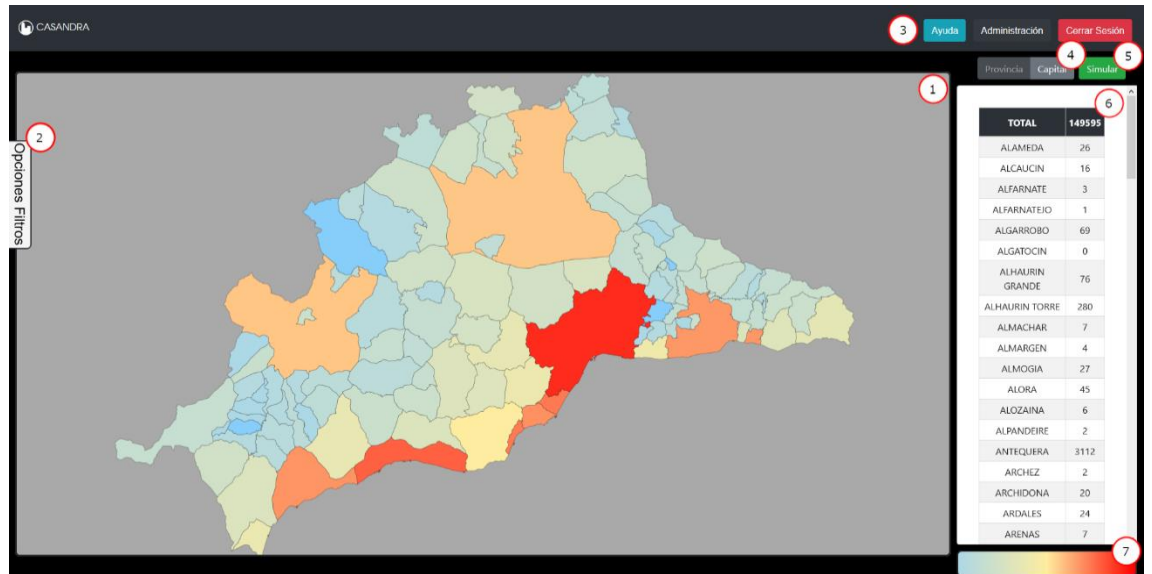 CASANDRA
3
Ayuda
Administración
Cerrar Sesión
4
5
Provincia
Capital
Simular
1
2
Opciones Filtros
6
TOTAL 149595
ALAMEDA 26
ALCAUCIN 16
ALFARNATE 3
ALFARNATEJO 1
ALGARROBO 69
ALGATOCIN 0
ALHAURIN
GRANDE 76
ALHAURIN TORRE 280
ALMACHAR 7
ALMARGEN 4
ALMOGIA 27
ALORA 45
ALOZAINA 6
ALPANDEIRE 2
ANTEQUERA 3112
ARCHEZ 2
ARCHIDONA 20
ARDALES 24
ARENAS 7
7